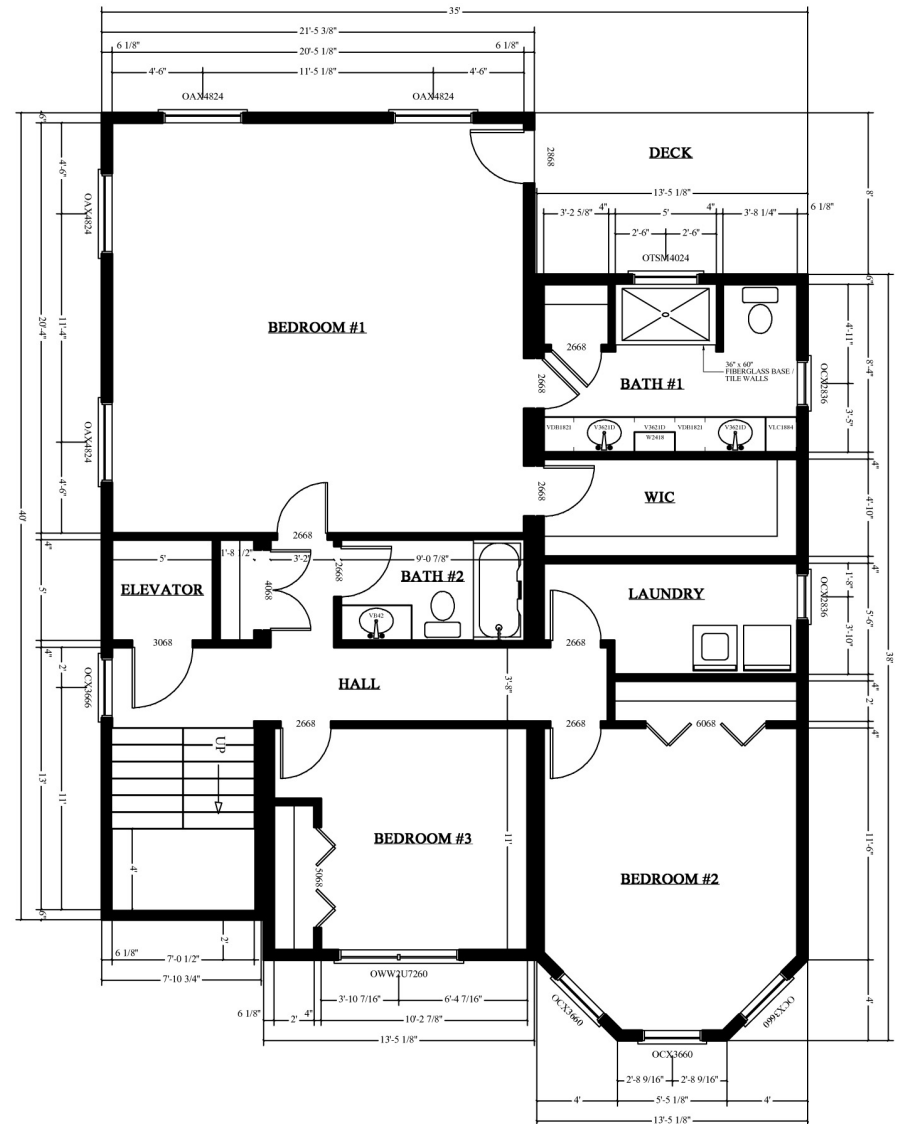 35'
21'-5 3/8"
6 1/8"
20'-5 1/8"
6 1/8"
4'-6"
11'-5 1/8"
4'-6"
OAX4824
OAX4824
6"
2868
DECK
13'-5 1/8"
8'
4'-6"
OAX4824
3'-2 5/8"
4"
5'
4"
3'-8 1/4"
6 1/8"
2'-6"
2'-6"
OTSM4024
6"
20'-4"
11'-4"
BEDROOM #1
2668
4'-11"
8'-4"
36" x 60"
FIBERGLASS BASE /
TILE WALLS
2668
BATH #1
OCX2836
3'-5"
OAX4824
VDB1821
V3621D
V3621D
W2418
VDB1821
V3621D
VLC1884
4'-6"
2668
WIC
4"
4'-10"
40'
2668
4"
5'
1'-8 1/2"
3'-2"
9'-0 7/8"
ELEVATOR
4068
2668
BATH #2
VB42
LAUNDRY
OCX2836
4"
1'-8"
5'-6"
3'-10"
5'
3068
2668
4"
2'
OCX3666
HALL
3'-8"
38'
4"
2'
2668
2668
6068
4"
UP
13'
11'
4'
BEDROOM #3
11'
5068
BEDROOM #2
11'-6"
6"
2'
6 1/8"
7'-0 1/2"
7'-10 3/4"
OWW2U7260
3'-10 7/16"
6'-4 7/16"
6 1/8"
2'
4"
10'-2 7/8"
13'-5 1/8"
OCX3660
OCX3660
OCX3660
4'
2'-8 9/16"
2'-8 9/16"
4'
5'-5 1/8"
4'
13'-5 1/8"